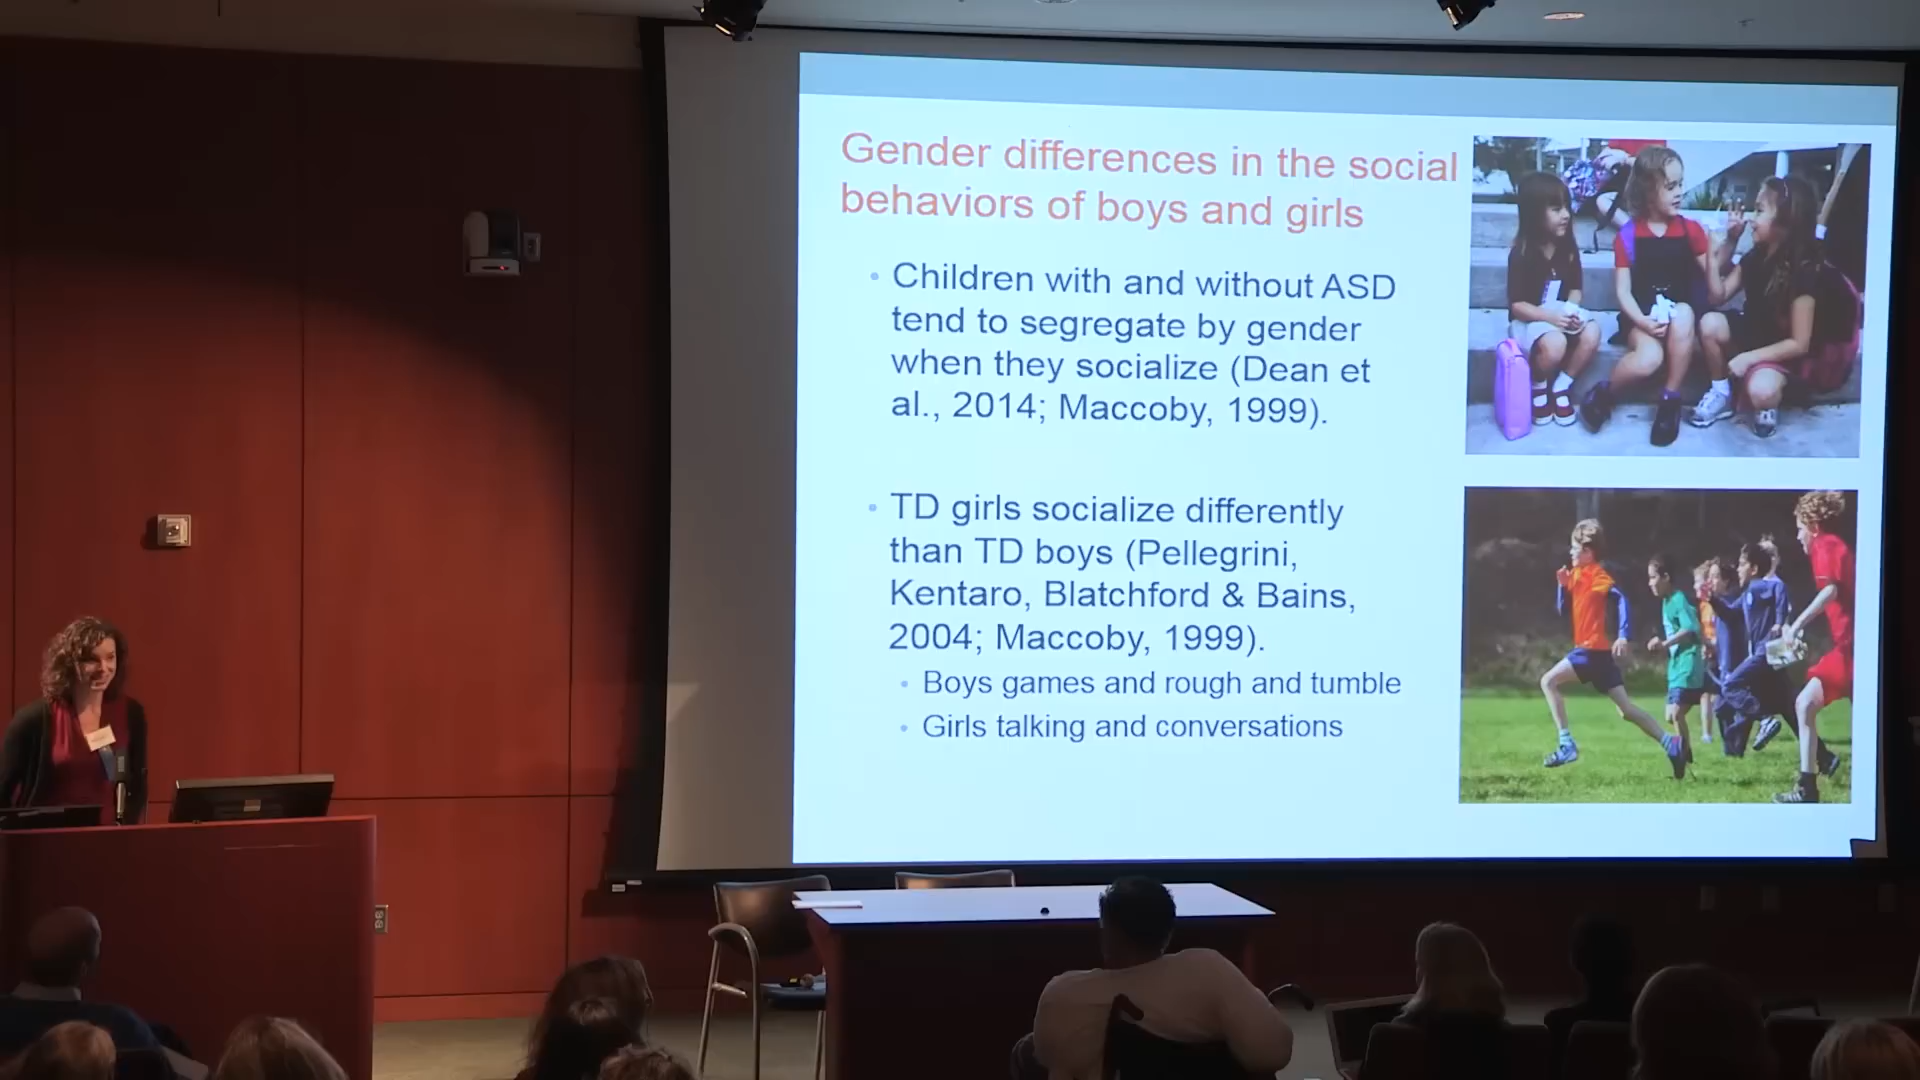 Gender differences in the social
behaviors of boys and girls
• Children with and without ASD
tend to segregate by gender
when they socialize (Dean et
al., 2014; Maccoby, 1999).
• TD girls socialize differently
than TD boys (Pellegrini,
Kentaro, Blatchford & Bains,
2004; Maccoby, 1999).
• Boys games and rough and tumble
• Girls talking and conversations